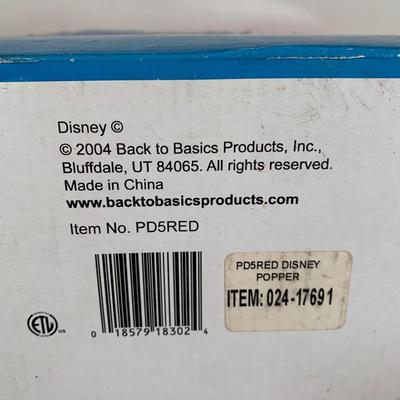 Disney ©
© 2004 Back to Basics Products, Inc.,
Bluffdale, UT 84065. All rights reserved.
Made in China
www.backtobasicsproducts.com
Item No. PD5RED
PD5RED DISNEY
POPPER
ITEM: 024-17691
ETL US
0 18579 18302 4